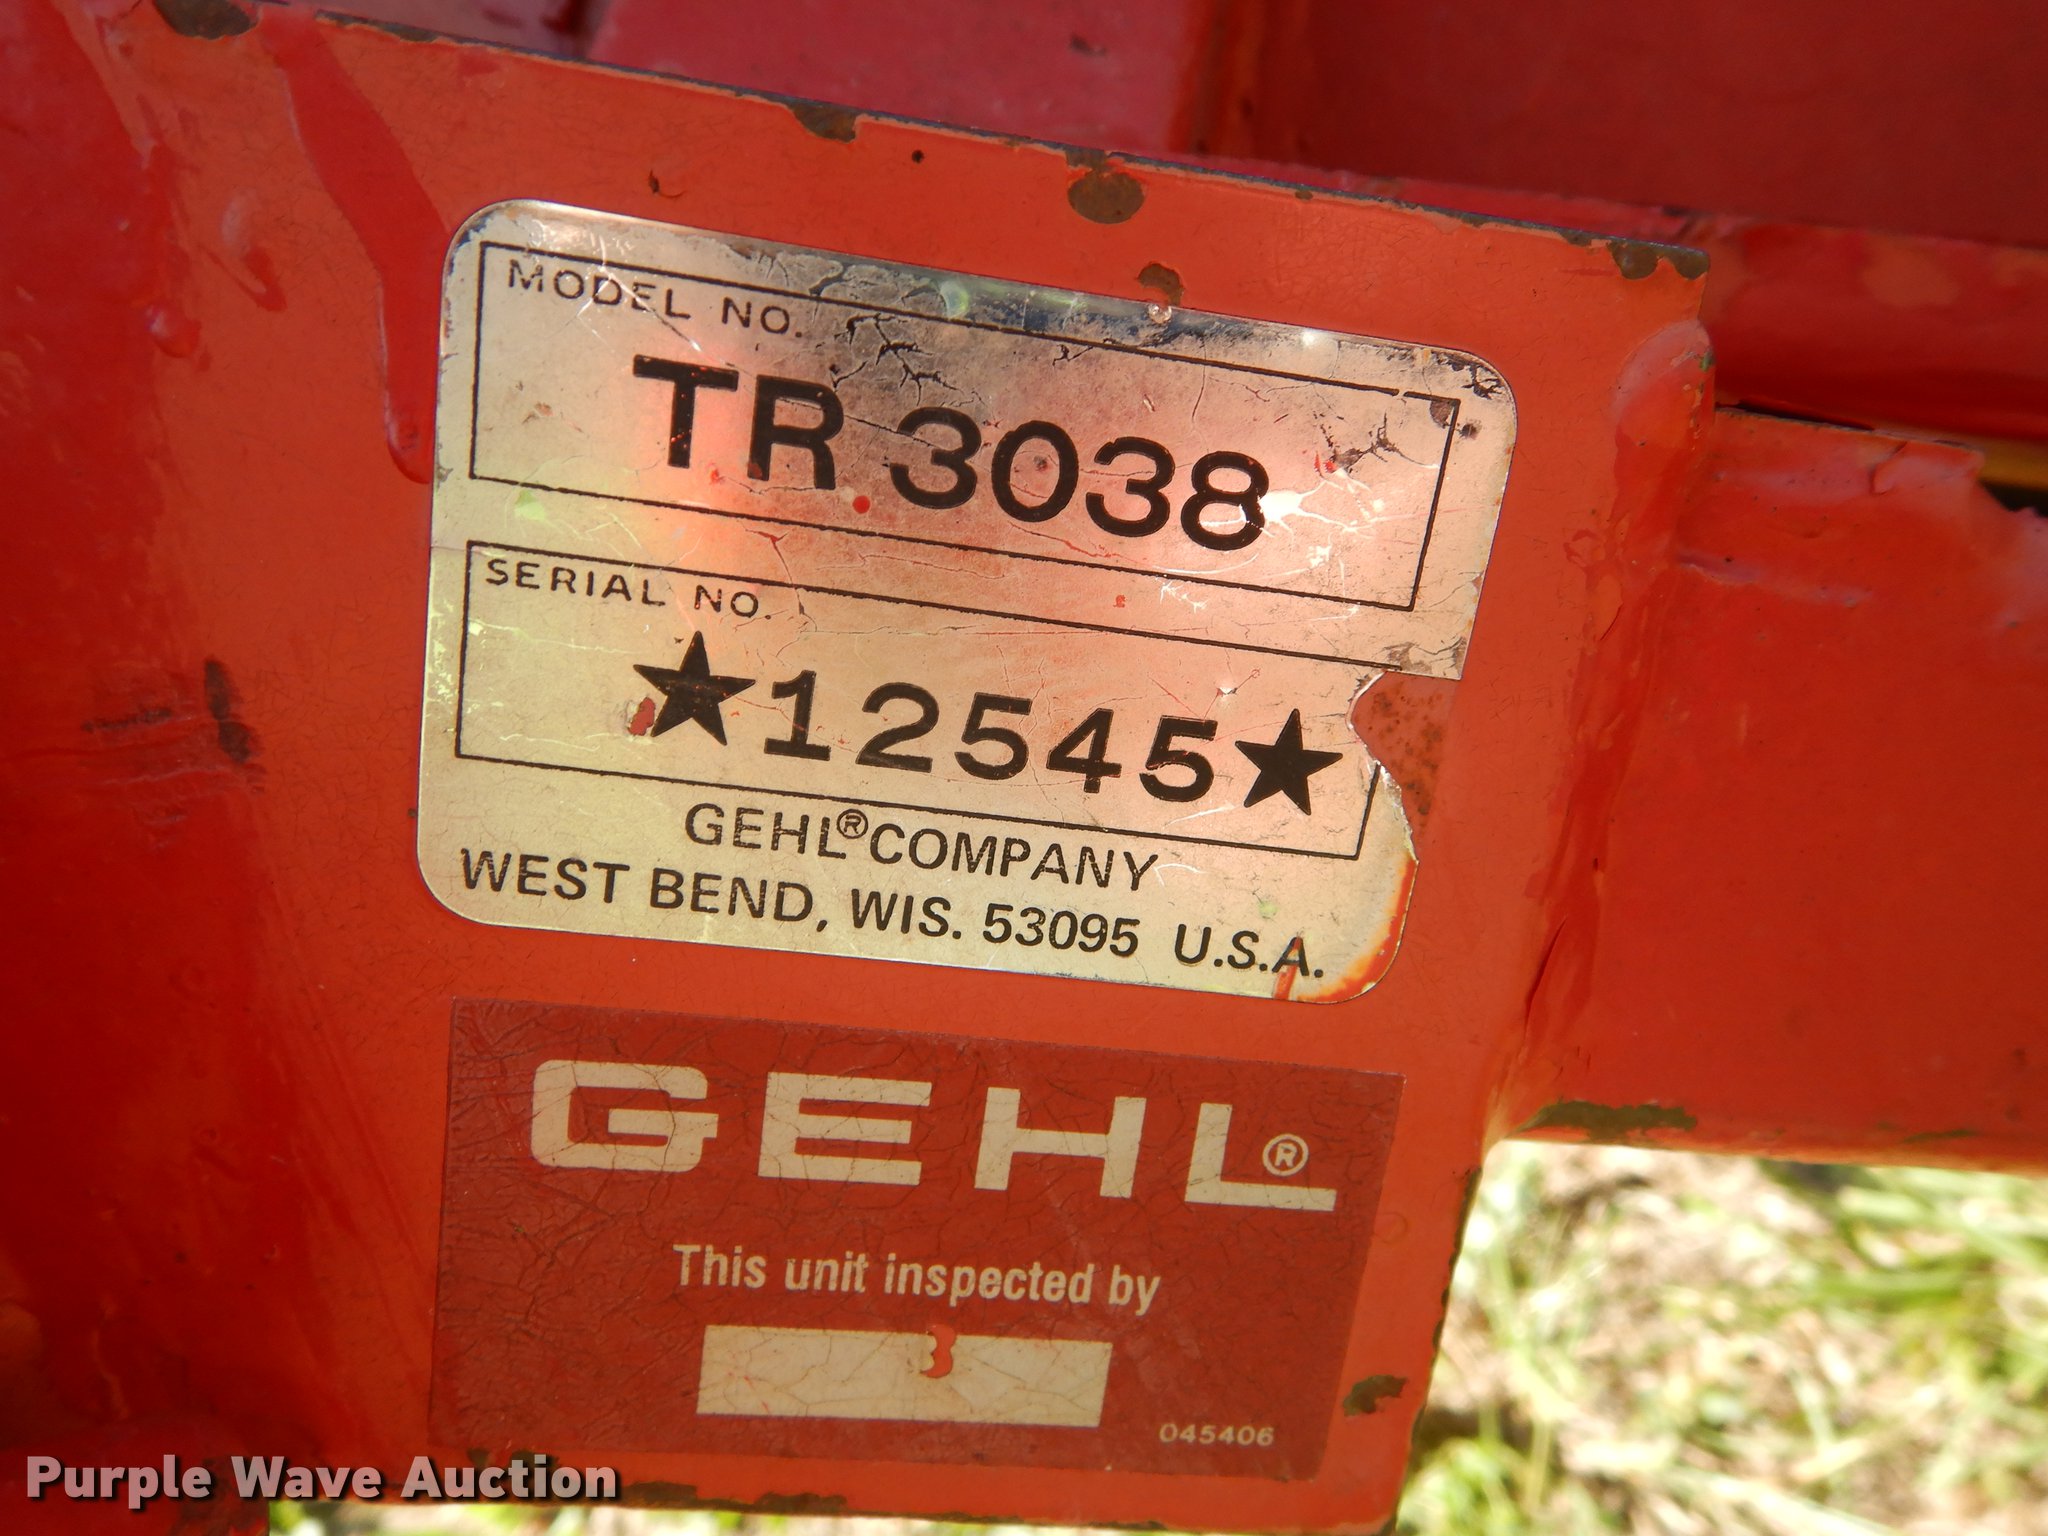 MODEL NO.
TR 3038
SERIAL NO.
★12545★
GEHL® COMPANY
WEST BEND, WIS. 53095 U.S.A.
GEHL®
This unit inspected by
045406
Purple Wave Auction